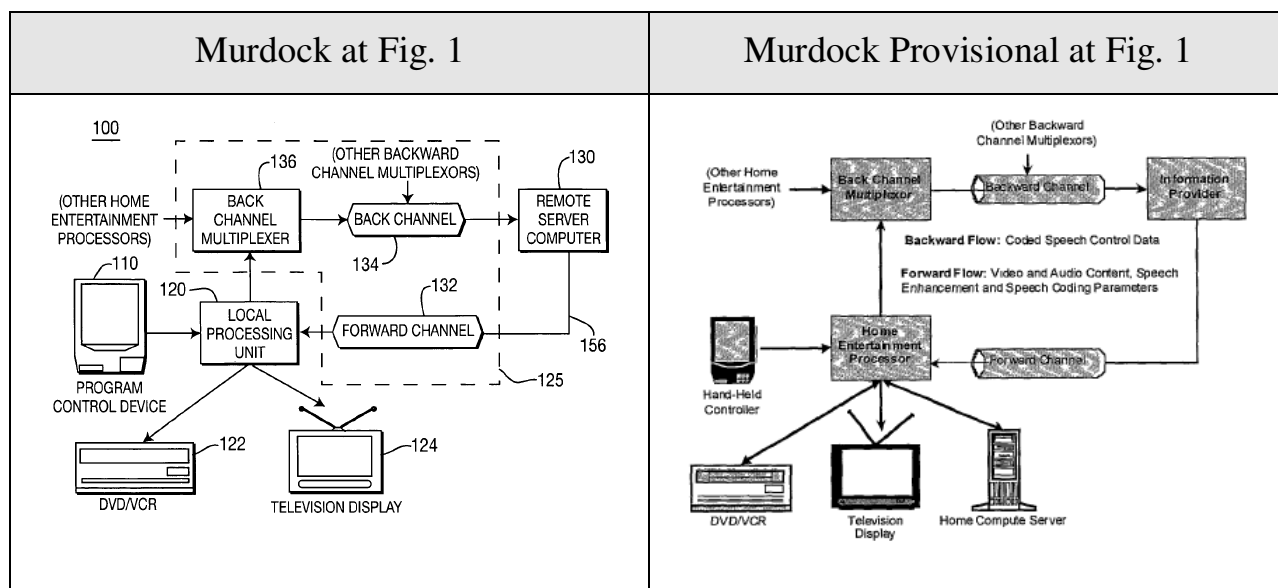 Murdock at Fig. 1
100
136
(OTHER BACKWARD
CHANNEL MULTIPLEXORS)
130
(OTHER HOME
ENTERTAINMENT
PROCESSORS)
BACK
CHANNEL
MULTIPLEXER
BACK CHANNEL
134
REMOTE
SERVER
COMPUTER
110
120
132
LOCAL
PROCESSING
UNIT
FORWARD CHANNEL
156
125
PROGRAM
CONTROL DEVICE
122
124
DVD/VCR
TELEVISION DISPLAY
Murdock Provisional at Fig. 1
(Other Backward
Channel Multiplexors)
(Other Home
Entertainment
Processors)
Back Channel
Multiplexor
Backward Channel
Information
Provider
Backward Flow: Coded Speech Control Data
Forward Flow: Video and Audio Content, Speech
Enhancement and Speech Coding Parameters
Home
Entertainment
Processor
Forward Channel
Hand-Held
Controller
DVD/VCR
Television
Display
Home Compute Server